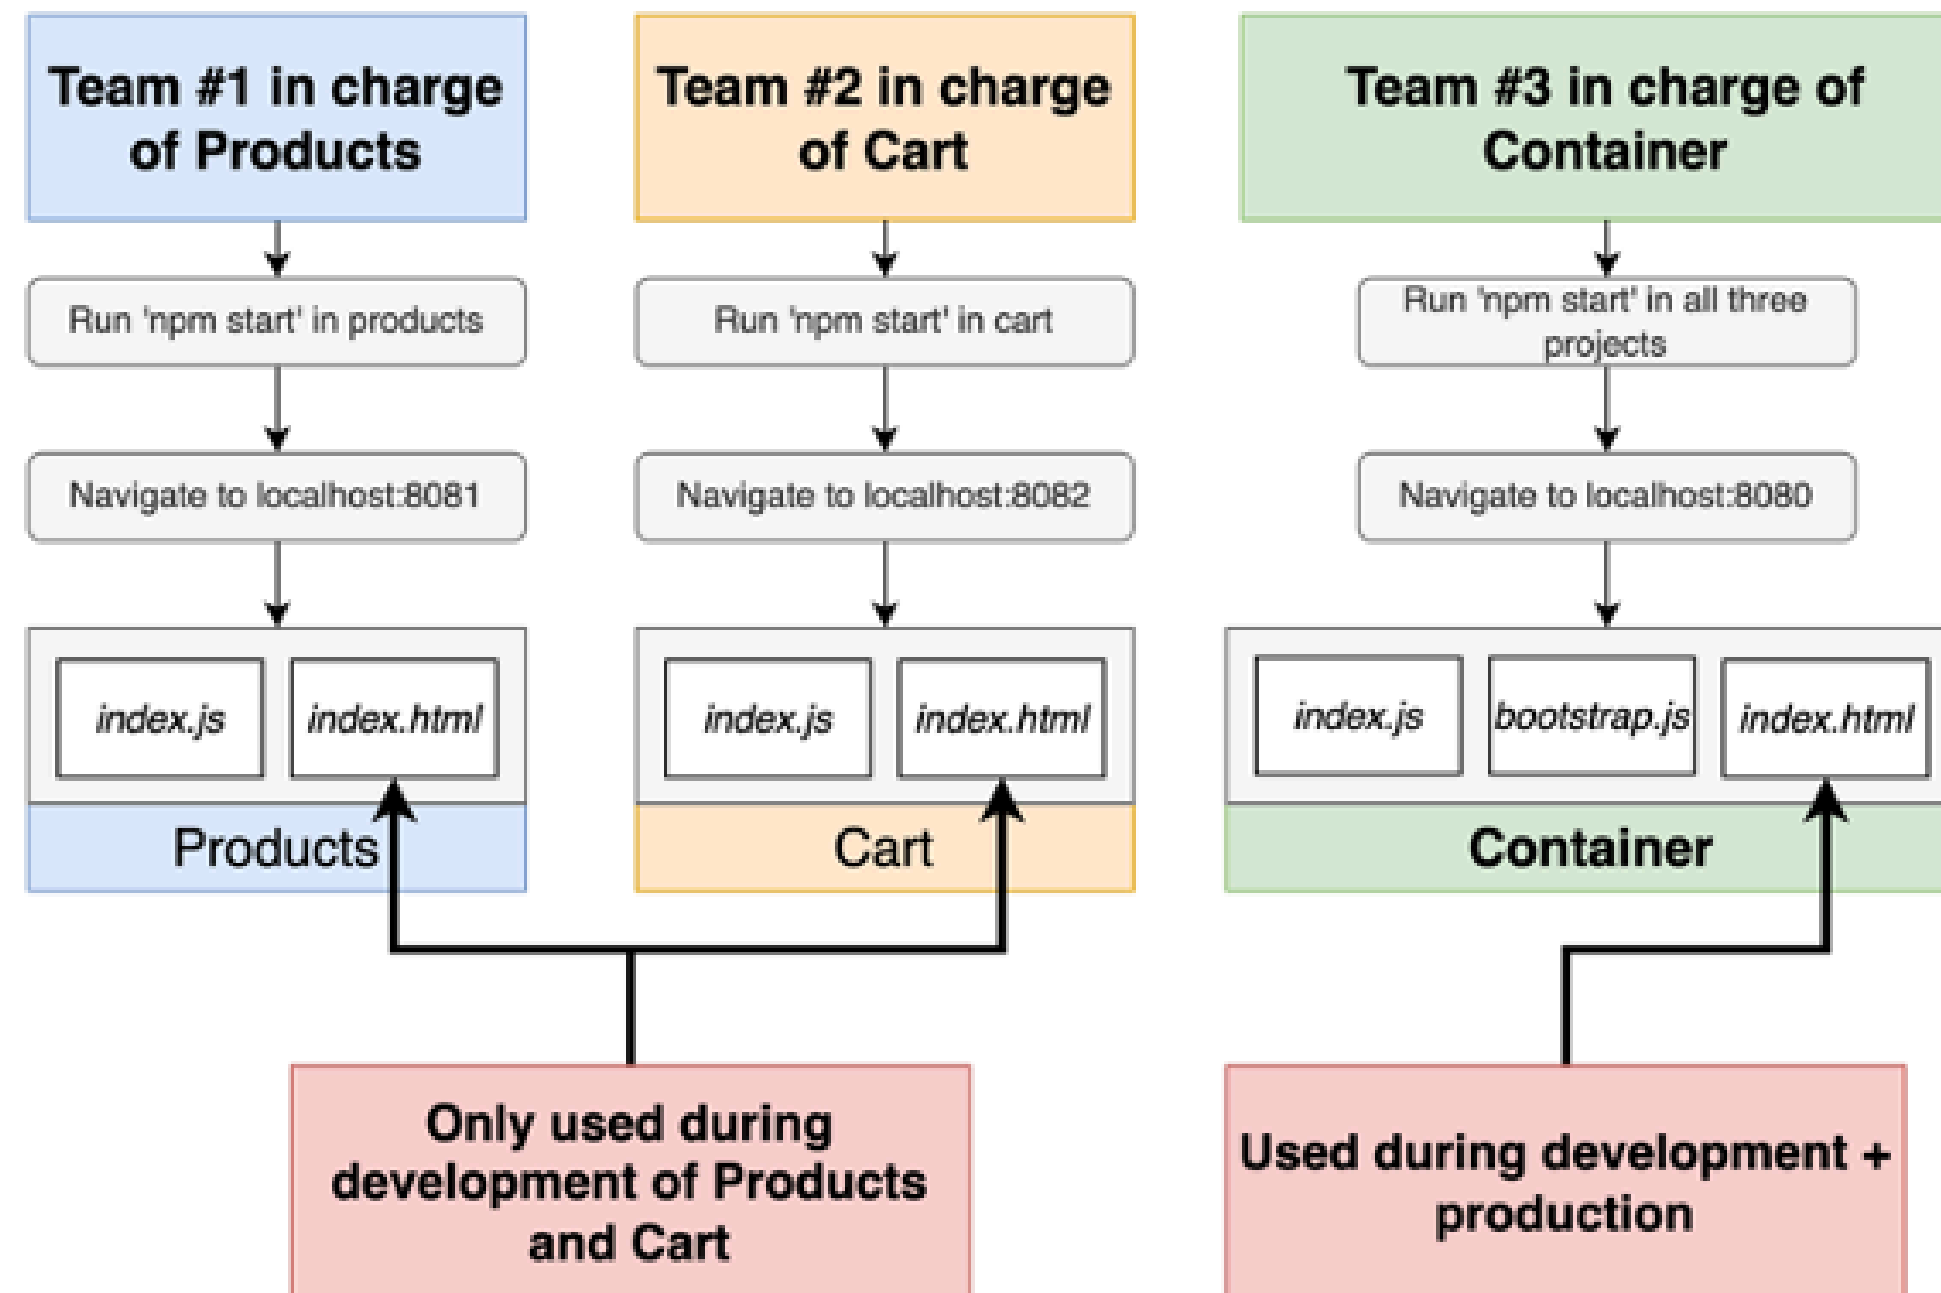 Team #1 in charge
of Products
Team #2 in charge
of Cart
Team #3 in charge of
Container
Run 'npm start' in products
Run 'npm start' in cart
Run 'npm start' in all three
projects
Navigate to localhost:8081
Navigate to localhost:8082
Navigate to localhost:8080
index.js
index.html
index.js
index.html
index.js
bootstrap.js
index.html
Products
Cart
Container
Only used during
development of Products
and Cart
Used during development +
production